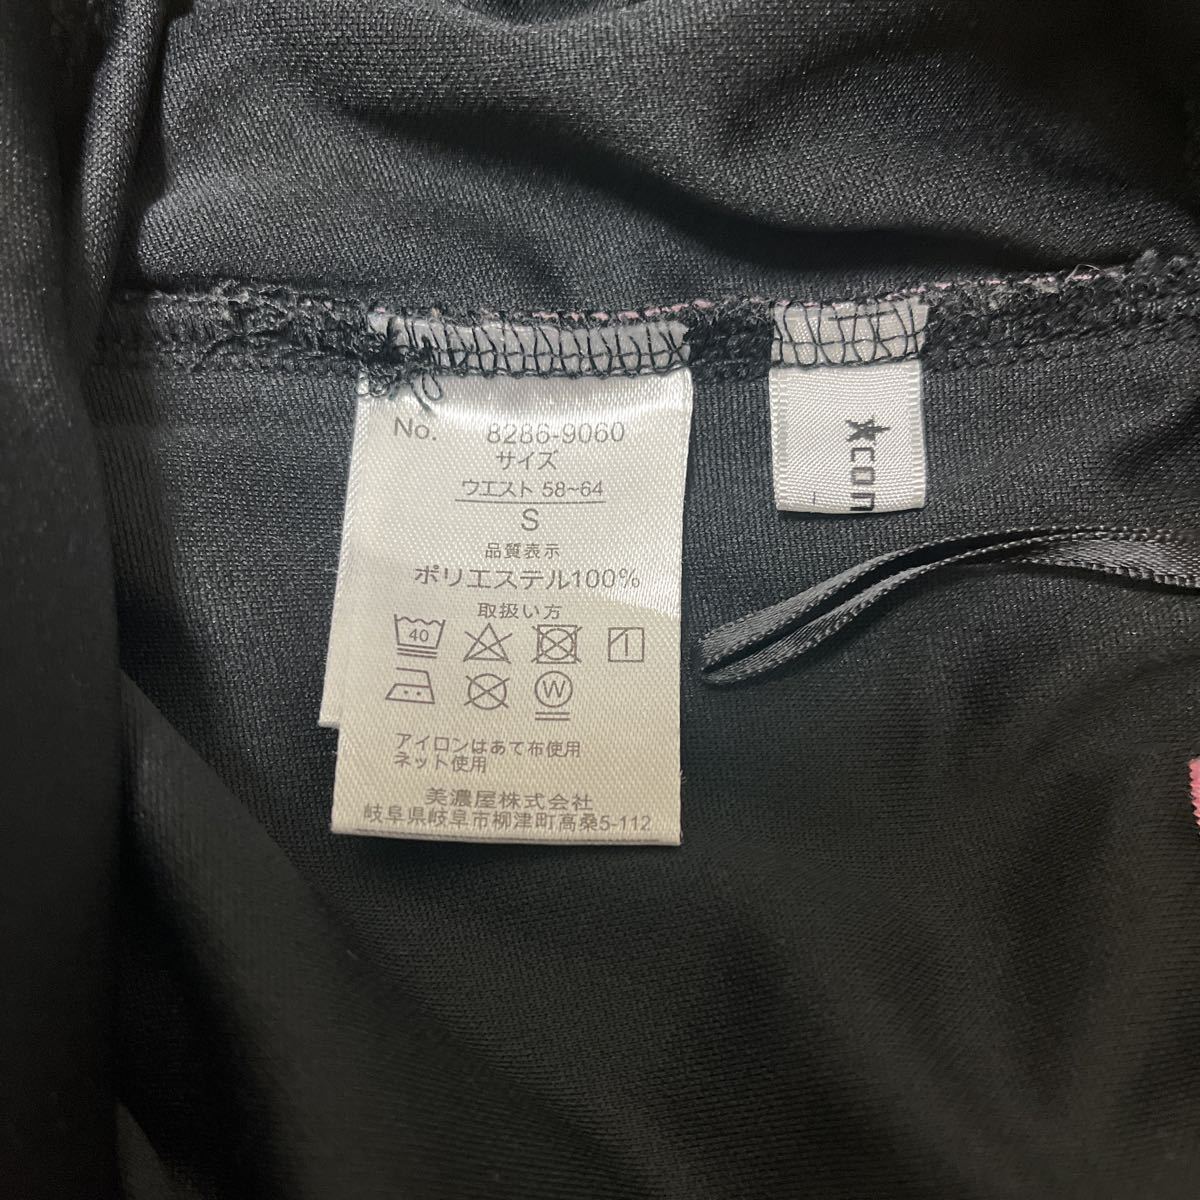 No. 8286-9060
サイズ
ウエスト 58~64
S
品質表示
ポリエステル100%
取扱い方
40
W
アイロンはあて布使用
ネット使用
美濃屋株式会社
岐阜県岐阜市柳津町高桑5-112
con